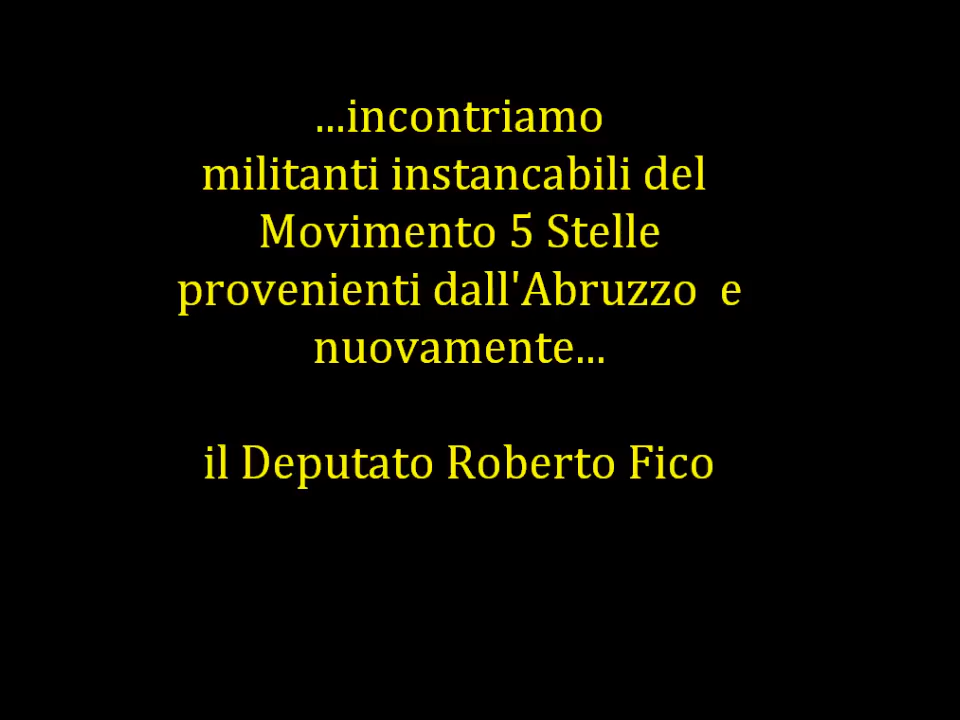 ...incontriamo
militanti instancabili del
Movimento 5 Stelle
provenienti dall'Abruzzo  e
nuovamente...
il Deputato Roberto Fico